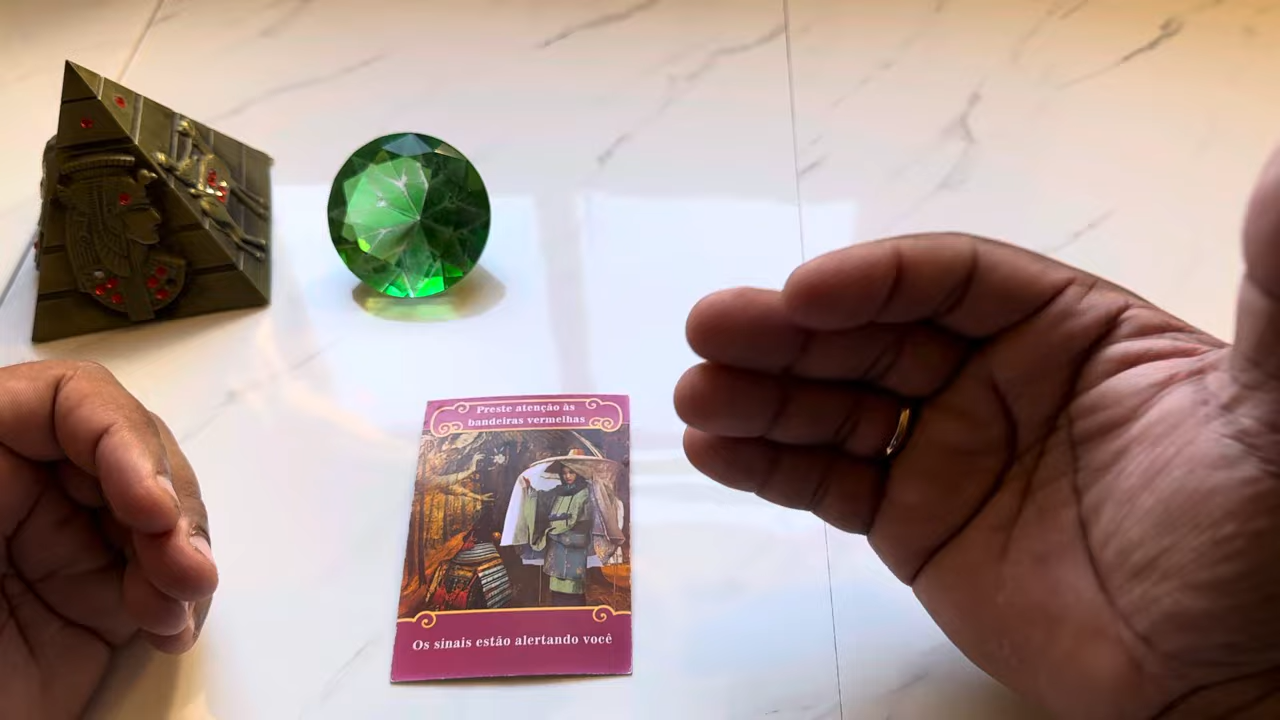 Preste atenção às
bandeiras vermelhas
Os sinais estão alertando você